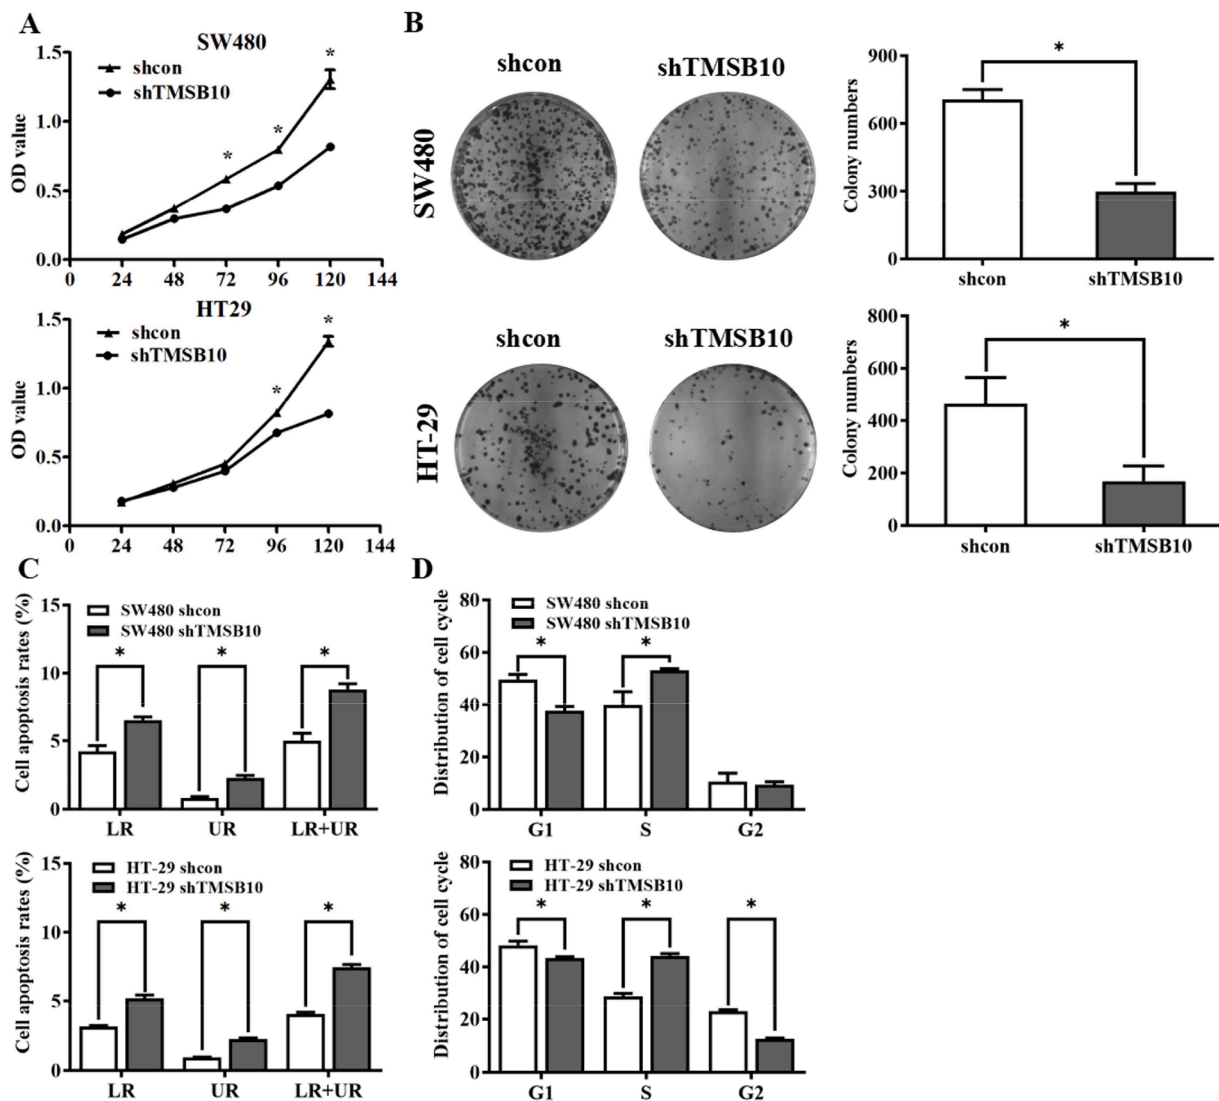 A
SW480
1.5
shcon
shTMSB10
*
1.0
*
*
OD value
0.5
0.0
0 24 48 72 96 120 144
HT29
1.5
shcon
shTMSB10
*
1.0
*
OD value
0.5
0.0
0 24 48 72 96 120 144
B
shcon shTMSB10
SW480
900
*
600
Colony numbers
300
0
shcon shTMSB10
shcon shTMSB10
HT-29
800
*
600
Colony numbers
400
200
0
shcon shTMSB10
C
15
SW480 shcon
SW480 shTMSB10
* * *
10
Cell apoptosis rates (%)
5
0
LR UR LR+UR
15
HT-29 shcon
HT-29 shTMSB10
* * *
10
Cell apoptosis rates (%)
5
0
LR UR LR+UR
D
80
SW480 shcon
SW480 shTMSB10
* *
60
Distribution of cell cycle
40
20
0
G1 S G2
80
HT-29 shcon
HT-29 shTMSB10
* * *
60
Distribution of cell cycle
40
20
0
G1 S G2